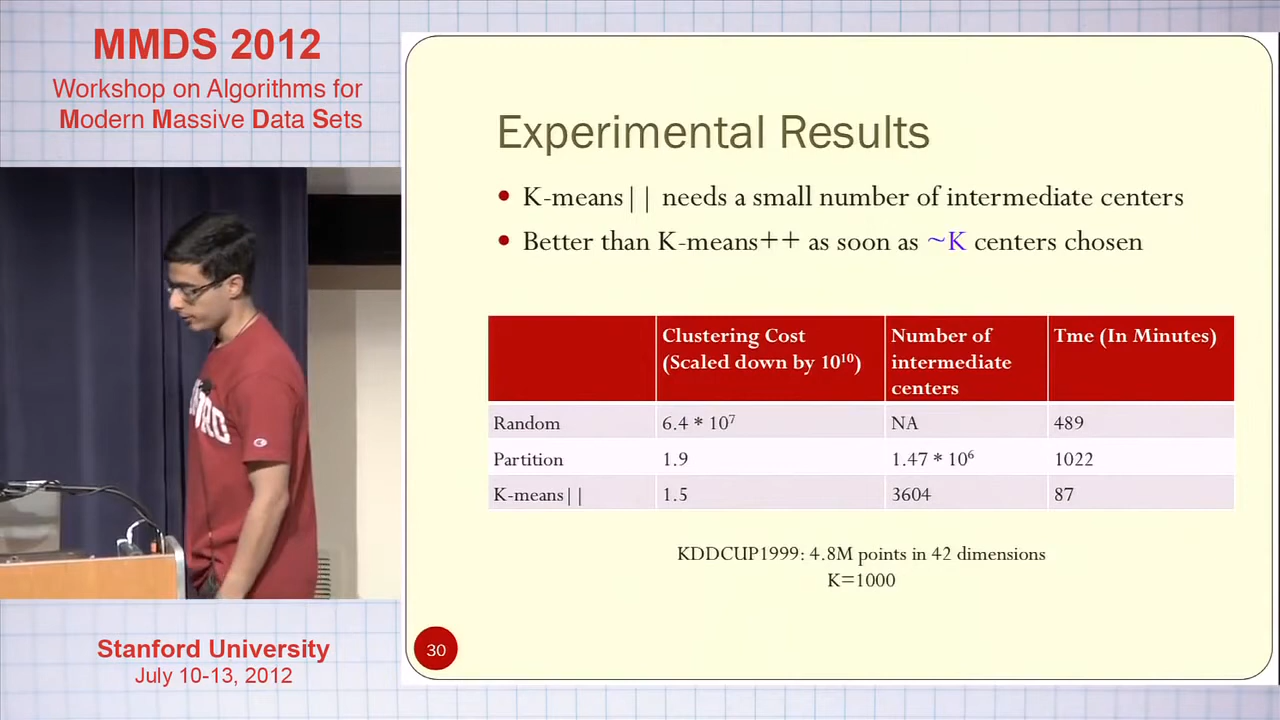 MMDS 2012
Workshop on Algorithms for
Modern Massive Data Sets
Experimental Results
• K-means|| needs a small number of intermediate centers
• Better than K-means++ as soon as ~K centers chosen
Clustering Cost (Scaled down by 10¹⁰) Number of intermediate centers Tme (In Minutes)
Random 6.4 * 10⁷ NA 489
Partition 1.9 1.47 * 10⁶ 1022
K-means|| 1.5 3604 87
KDDCUP1999: 4.8M points in 42 dimensions
K=1000
30
Stanford University
July 10-13, 2012